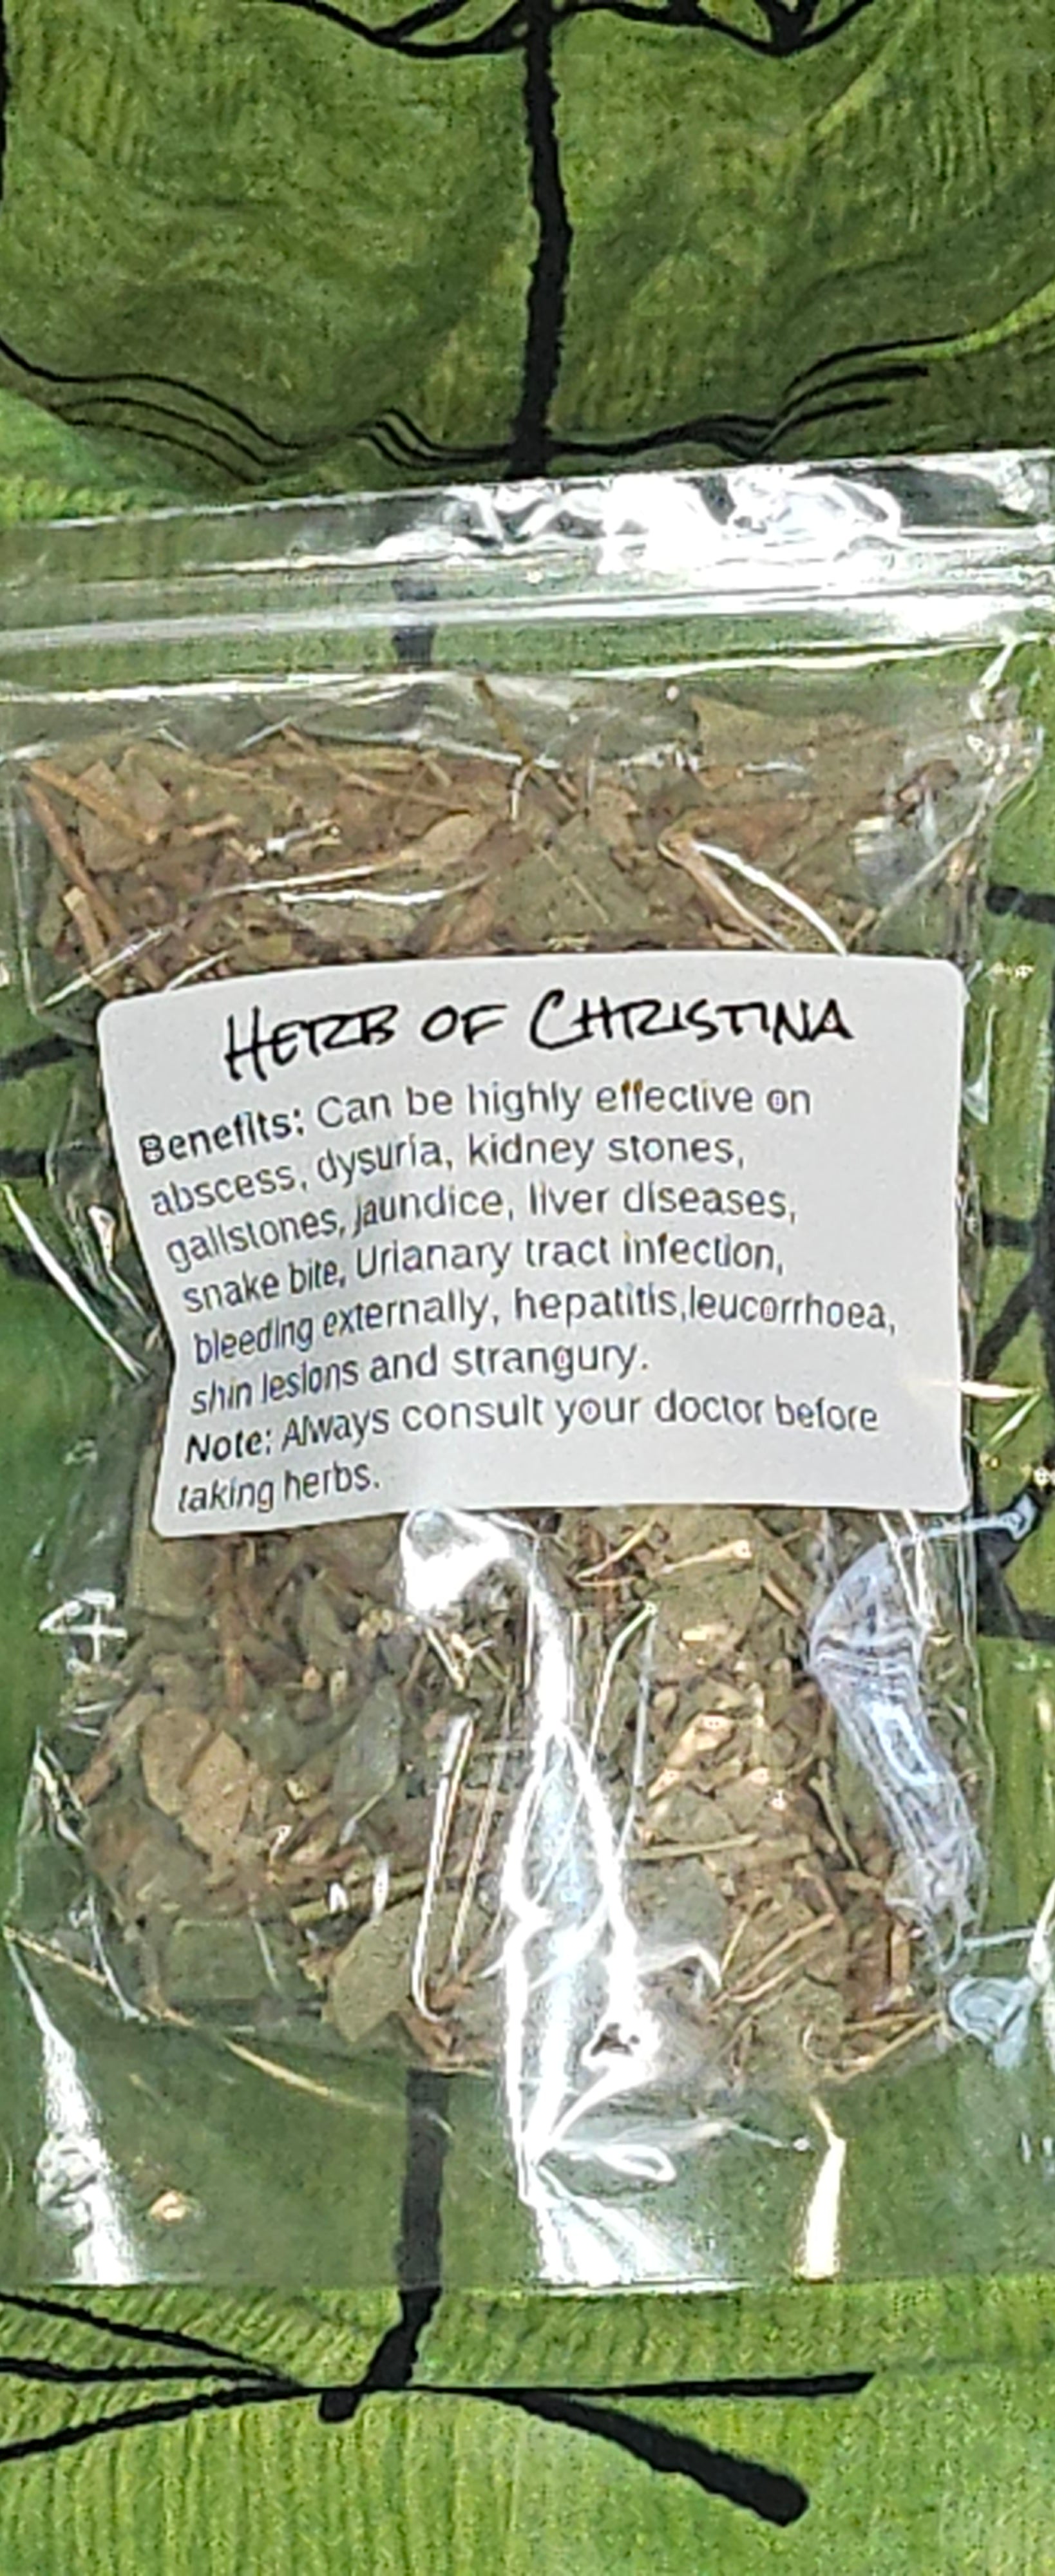 HERB OF CHRISTINA
Benefits: Can be highly effective on
abscess, dysuria, kidney stones,
gallstones, jaundice, liver diseases,
snake bite, Urianary tract infection,
bleeding externally, hepatitis,leucorrhoea,
shin lesions and strangury.
Note: Always consult your doctor before
taking herbs.